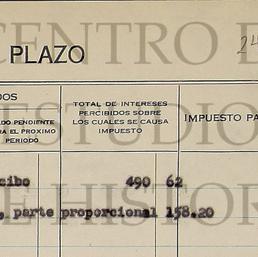 CENTRO
PLAZO
ESTUDIO
DOS
TOTAL DE INTERESES
PERCIBIDOS SOBRE
LOS CUALES SE CAUSA
IMPUESTO
IMPUESTO PA
DO PENDIENTE
RA EL PROXIMO
PERIODO
cibo 490 62
DE HISTOR
, parte proporcional 158.20